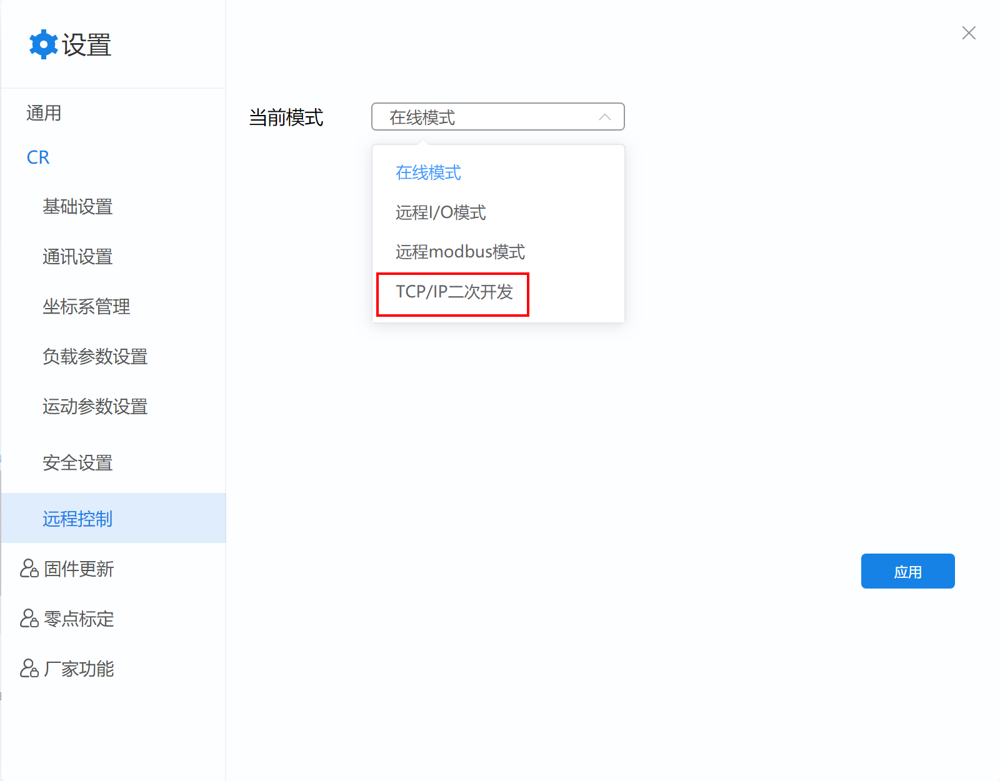 设置
通用
CR
基础设置
通讯设置
坐标系管理
负载参数设置
运动参数设置
安全设置
远程控制
固件更新
零点标定
厂家功能
当前模式
在线模式
在线模式
远程I/O模式
远程modbus模式
TCP/IP二次开发
应用